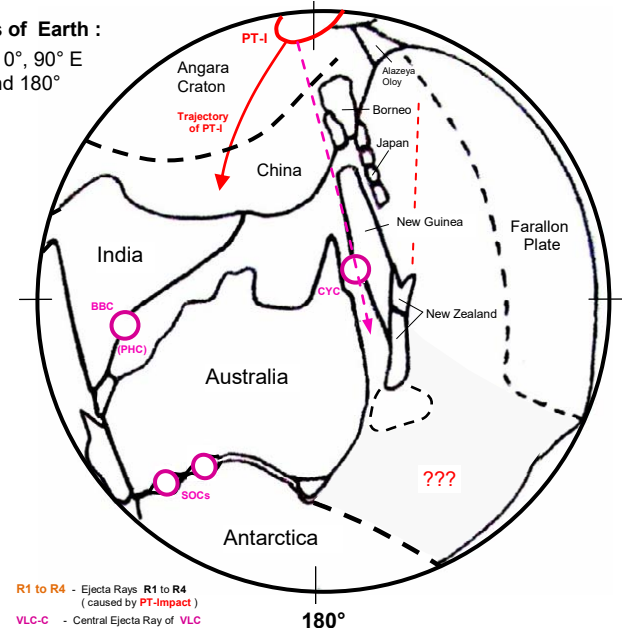 s of Earth :
0°, 90° E
nd 180°
PT-I
Angara
Craton
Alazeya
Oloy
Borneo
Trajectory
of PT-I
Japan
China
New Guinea
Farallon
Plate
India
CYC
BBC
New Zealand
(PHC)
Australia
???
SOCs
Antarctica
R1 to R4 - Ejecta Rays R1 to R4
( caused by PT-Impact )
VLC-C - Central Ejecta Ray of VLC
180°